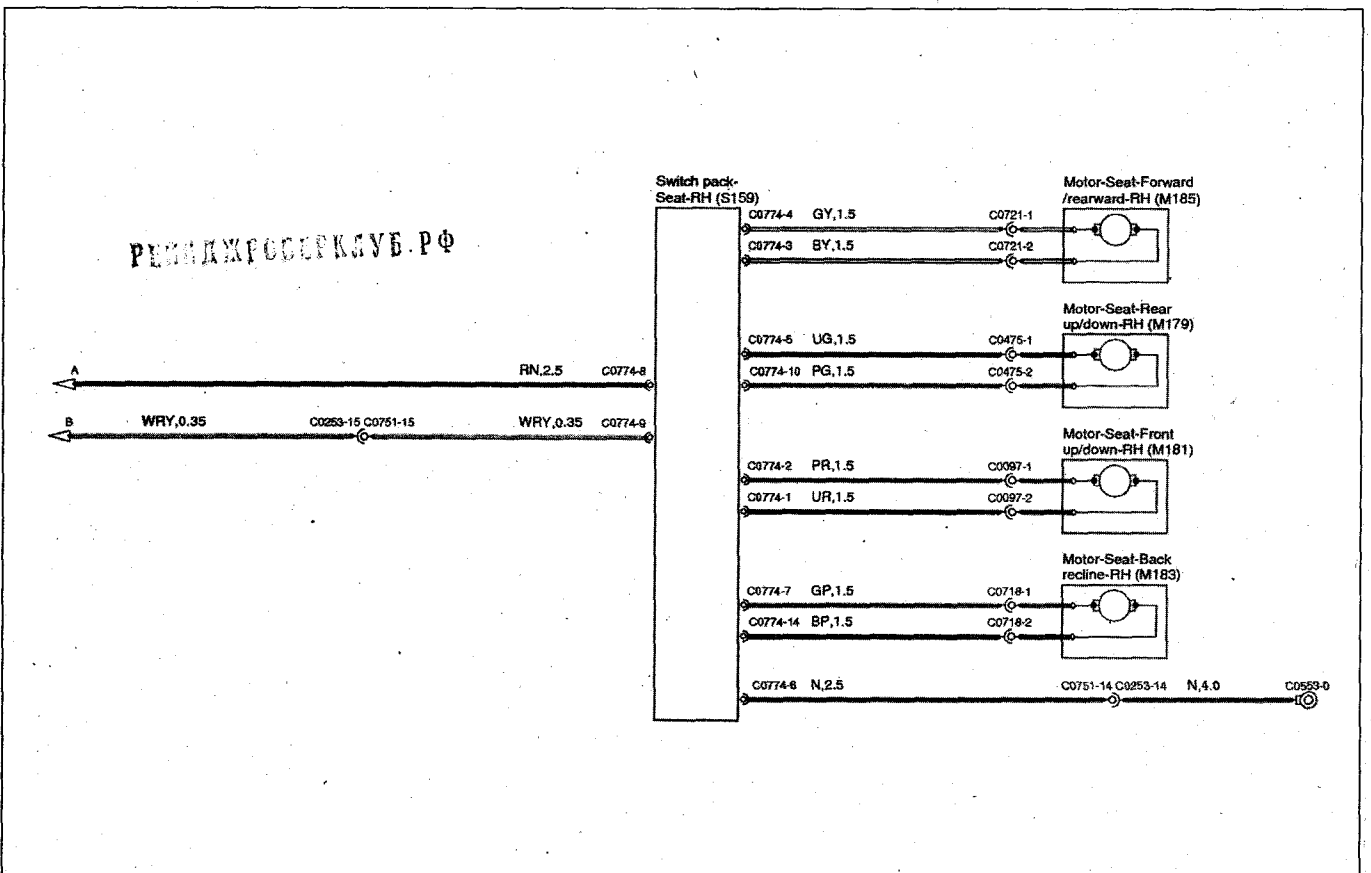 Switch pack-
Seat-RH (S159)
Motor-Seat-Forward
/rearward-RH (M185)
C0774-4 GY,1.5 C0721-1
C0774-3 BY,1.5 C0721-2
Motor-Seat-Rear
up/down-RH (M179)
C0774-5 UG,1.5 C0475-1
C0774-10 PG,1.5 C0475-2
A RN,2.5 C0774-8
B WRY,0.35 C0253-15 C0751-15 WRY,0.35 C0774-9
Motor-Seat-Front
up/down-RH (M181)
C0774-2 PR,1.5 C0097-1
C0774-1 UR,1.5 C0097-2
Motor-Seat-Back
recline-RH (M183)
C0774-7 GP,1.5 C0718-1
C0774-14 BP,1.5 C0718-2
C0774-6 N,2.5 C0751-14 C0253-14 N,4.0 C0553-0